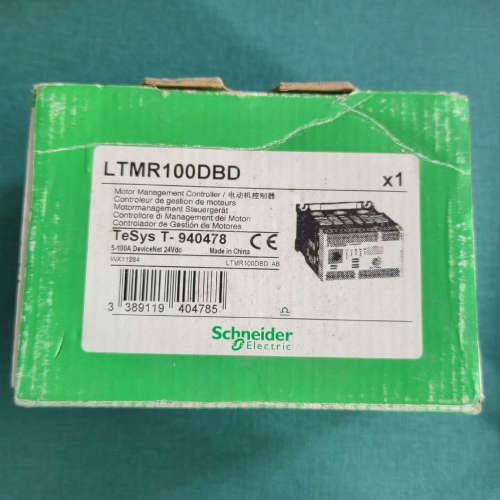 LTMR100DBD
x1
Motor Management Controller / 电动机控制器
Controleur de gestion de moteurs
Motormanagement Steuergerät
Controllore di Management dei Motori
Controlador de Gestión de Motores
TeSys T- 940478 CE
5-100A DeviceNet 24Vdc Made in China
LTMR100DBD AB
3 389119 404785
Schneider
Electric